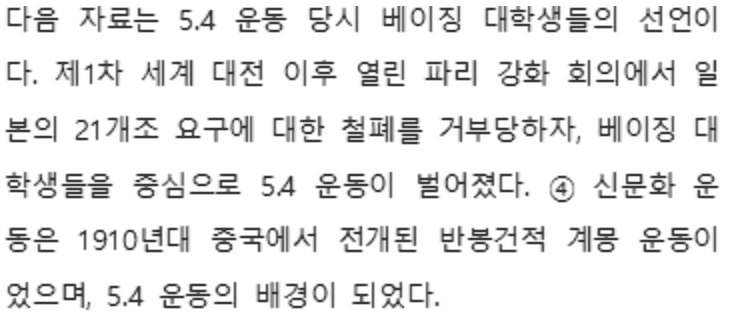 다음 자료는 5.4 운동 당시 베이징 대학생들의 선언이
다. 제1차 세계 대전 이후 열린 파리 강화 회의에서 일
본의 21개조 요구에 대한 철폐를 거부당하자, 베이징 대
학생들을 중심으로 5.4 운동이 벌어졌다. ④ 신문화 운
동은 1910년대 중국에서 전개된 반봉건적 계몽 운동이
었으며, 5.4 운동의 배경이 되었다.